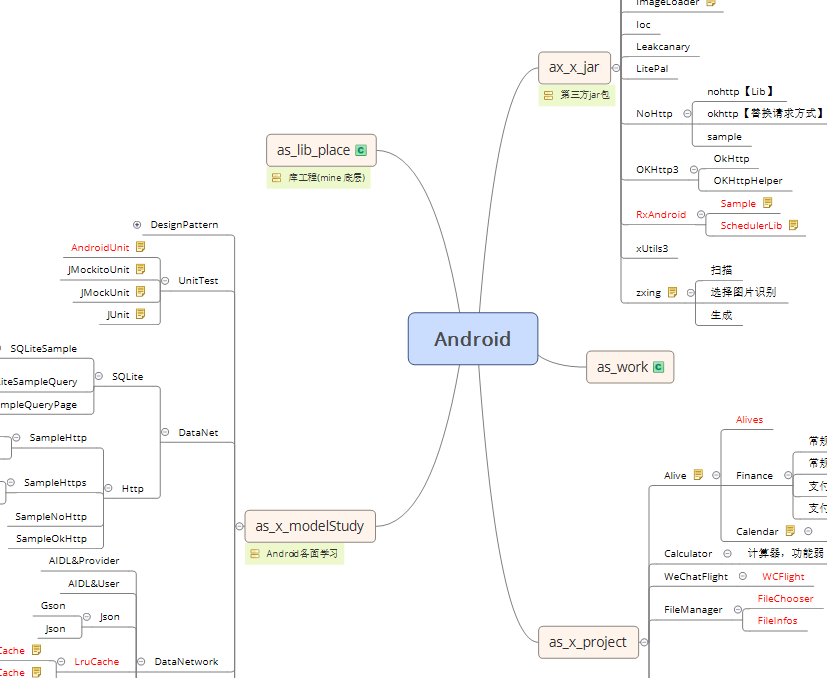 Android
ax_x_jar
第三方jar包
ImageLoader
Ioc
Leakcanary
LitePal
NoHttp
nohttp【Lib】
okhttp【替换请求方式】
sample
OKHttp3
OkHttp
OKHttpHelper
RxAndroid
Sample
SchedulerLib
xUtils3
zxing
扫描
选择图片识别
生成
as_work
as_x_project
Alive
Alives
Finance
常规
常规
支付
支付
Calendar
Calculator
计算器，功能弱
WeChatFlight
WCFlight
FileManager
FileChooser
FileInfos
as_lib_place
库工程(mine 底层)
as_x_modelStudy
Android各面学习
DesignPattern
UnitTest
AndroidUnit
JMockitoUnit
JMockUnit
JUnit
DataNet
SQLite
SQLiteSample
iteSampleQuery
mpleQueryPage
Http
SampleHttp
SampleHttps
SampleNoHttp
SampleOkHttp
DataNetwork
AIDL&Provider
AIDL&User
Json
Gson
Json
LruCache
Cache
Cache